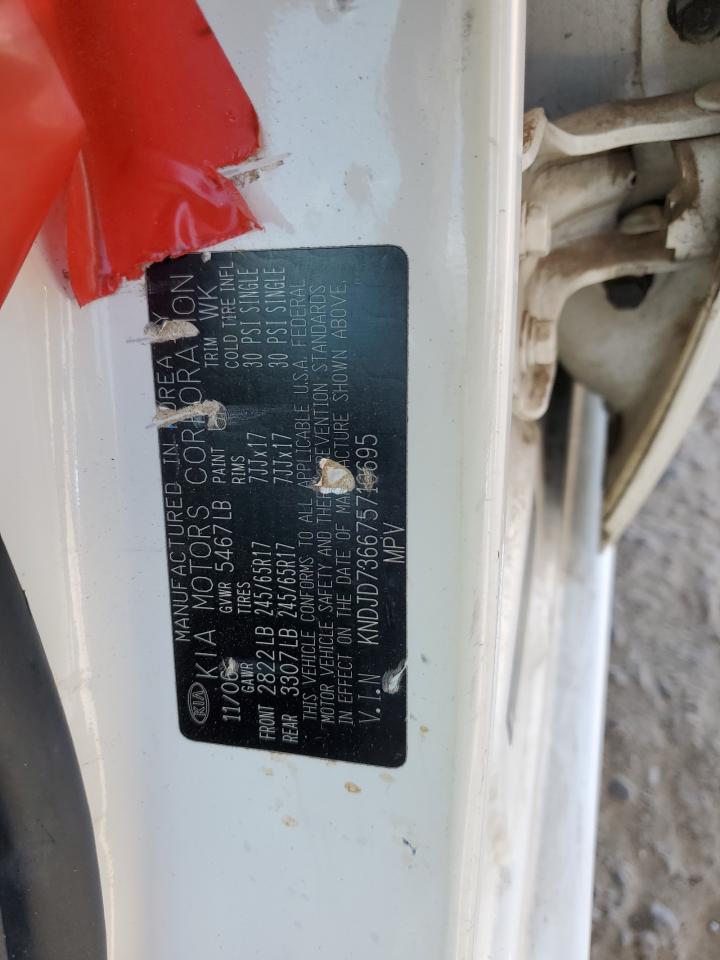 MANUFACTURED IN KOREA BY
KIA MOTORS CORPORATION
11/06 GVWR 5467LB PAINT TRIM WK
GAWR TIRES RIMS COLD TIRE INFL
FRONT 2822LB 245/65R17 7JJx17 30 PSI SINGLE
REAR 3307LB 245/65R17 7JJx17 30 PSI SINGLE
THIS VEHICLE CONFORMS TO ALL APPLICABLE U.S.A. FEDERAL
MOTOR VEHICLE SAFETY AND THEFT PREVENTION STANDARDS
IN EFFECT ON THE DATE OF MANUFACTURE SHOWN ABOVE.
V.I.N
MPV
KIA